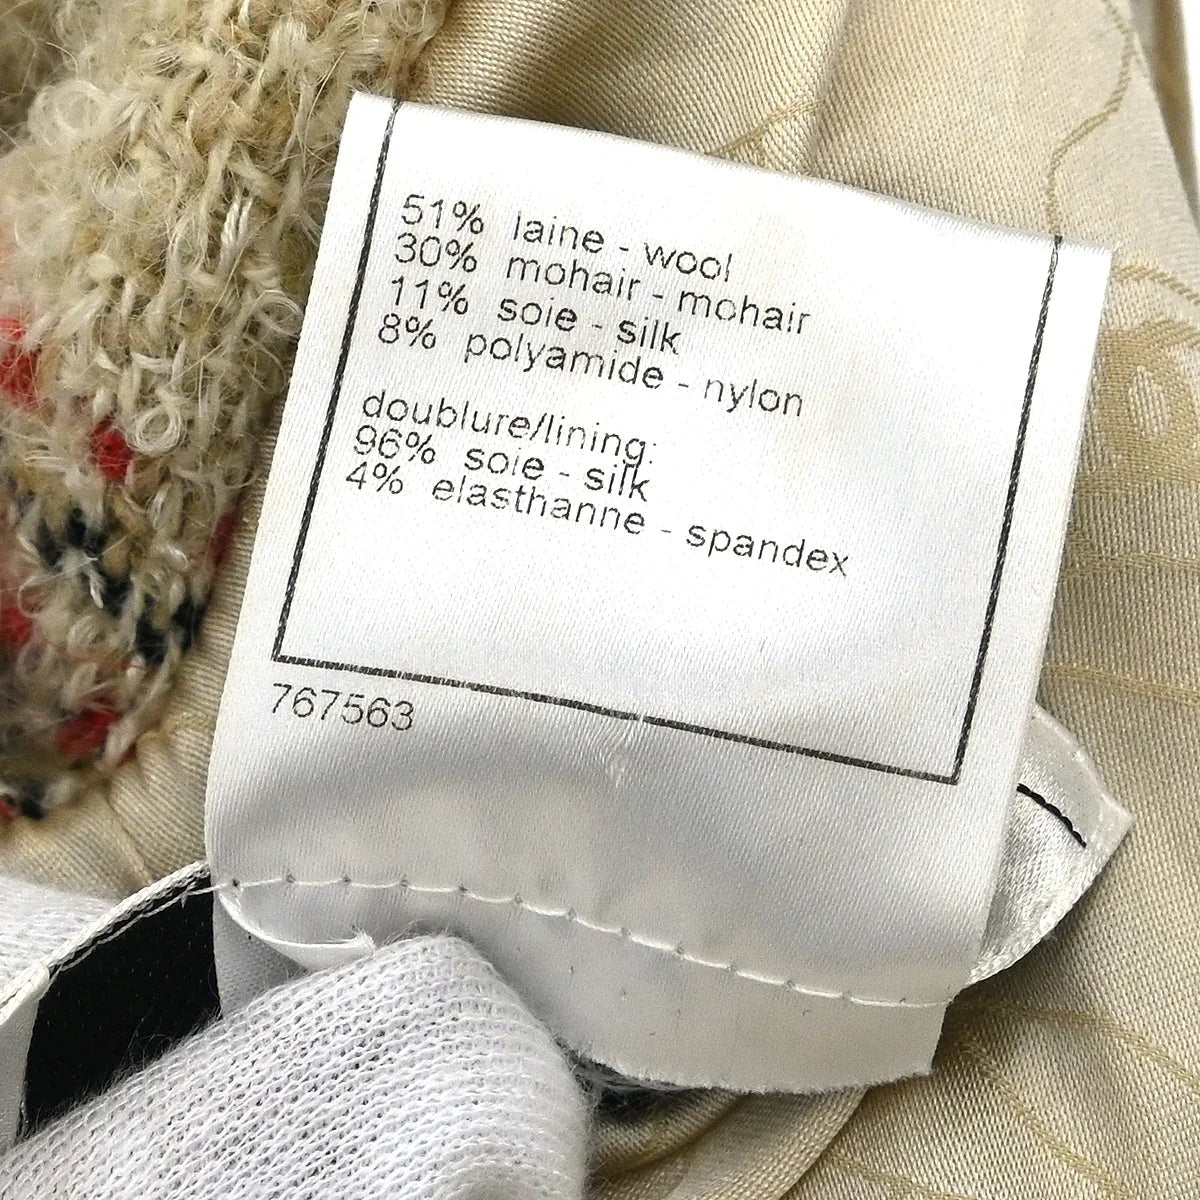 51% laine - wool
30% mohair - mohair
11% soie - silk
8% polyamide - nylon
doublure/lining:
96% soie - silk
4% elasthanne - spandex
767563